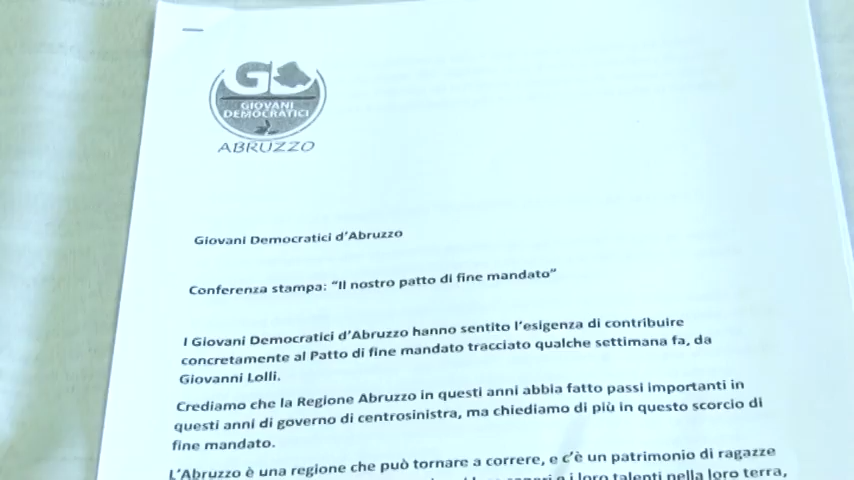 GD
GIOVANI
DEMOCRATICI
ABRUZZO
Giovani Democratici d'Abruzzo
Conferenza stampa: "Il nostro patto di fine mandato"
I Giovani Democratici d'Abruzzo hanno sentito l'esigenza di contribuire
concretamente al Patto di fine mandato tracciato qualche settimana fa, da
Giovanni Lolli.
Crediamo che la Regione Abruzzo in questi anni abbia fatto passi importanti in
questi anni di governo di centrosinistra, ma chiediamo di più in questo scorcio di
fine mandato.
L'Abruzzo è una regione che può tornare a correre, e c'è un patrimonio di ragazze
i loro talenti nella loro terra,